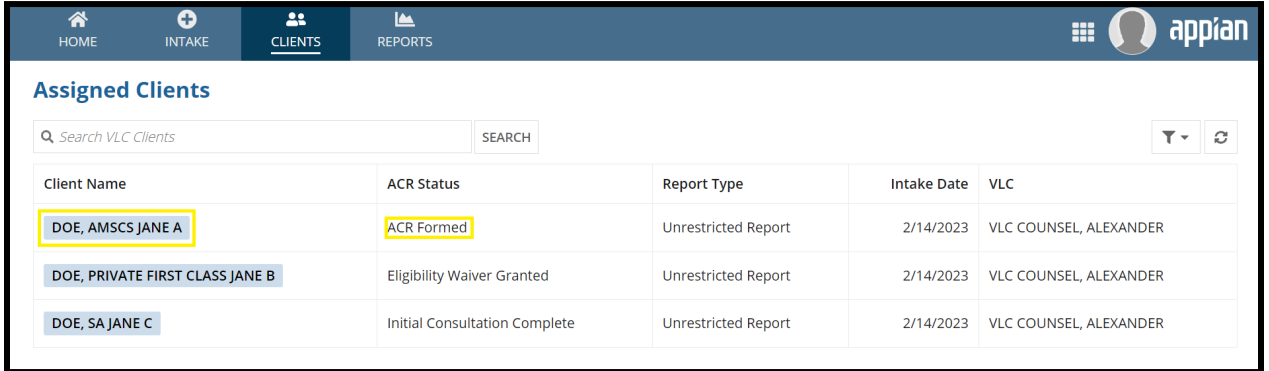 HOME INTAKE CLIENTS REPORTS appian
Assigned Clients
Search VLC Clients SEARCH
Client Name ACR Status Report Type Intake Date VLC
DOE, AMSCS JANE A ACR Formed Unrestricted Report 2/14/2023 VLC COUNSEL, ALEXANDER
DOE, PRIVATE FIRST CLASS JANE B Eligibility Waiver Granted Unrestricted Report 2/14/2023 VLC COUNSEL, ALEXANDER
DOE, SA JANE C Initial Consultation Complete Unrestricted Report 2/14/2023 VLC COUNSEL, ALEXANDER